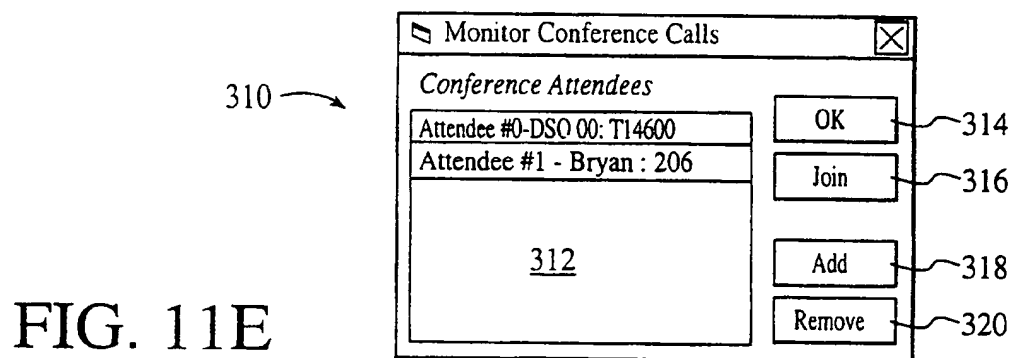 Monitor Conference Calls
310
Conference Attendees
Attendee #0-DSO 00: T14600
Attendee #1 - Bryan : 206
312
OK
314
Join
316
Add
318
Remove
320
FIG. 11E